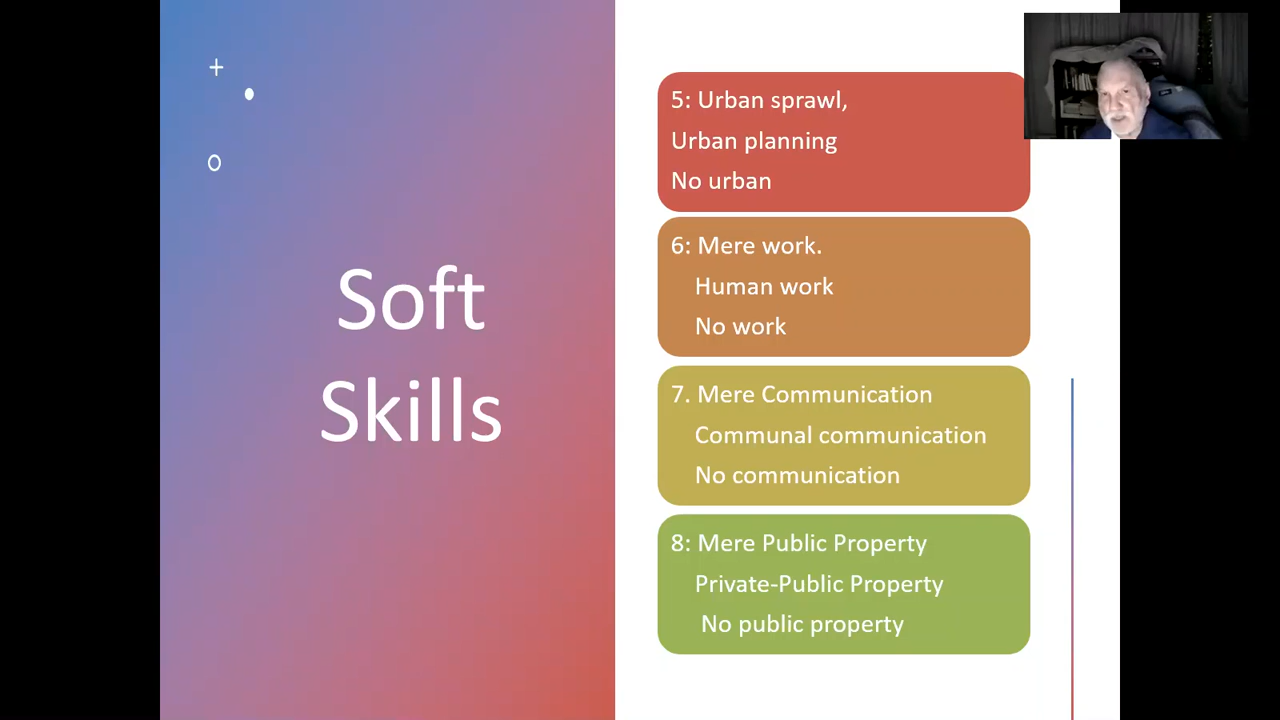 Soft
Skills
5: Urban sprawl,
Urban planning
No urban
6: Mere work.
Human work
No work
7. Mere Communication
Communal communication
No communication
8: Mere Public Property
Private-Public Property
No public property